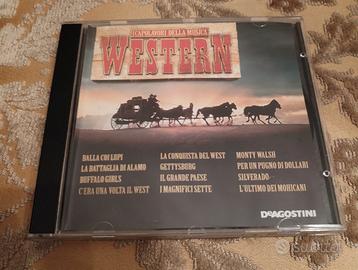 I CAPOLAVORI DELLA MUSICA
WESTERN
BALLA COI LUPI
LA BATTAGLIA DI ALAMO
BUFFALO GIRLS
C'ERA UNA VOLTA IL WEST
LA CONQUISTA DEL WEST
GETTYSBURG
IL GRANDE PAESE
I MAGNIFICI SETTE
MONTY WALSH
PER UN PUGNO DI DOLLARI
SILVERADO
L'ULTIMO DEI MOHICANI
DEAGOSTINI
subito